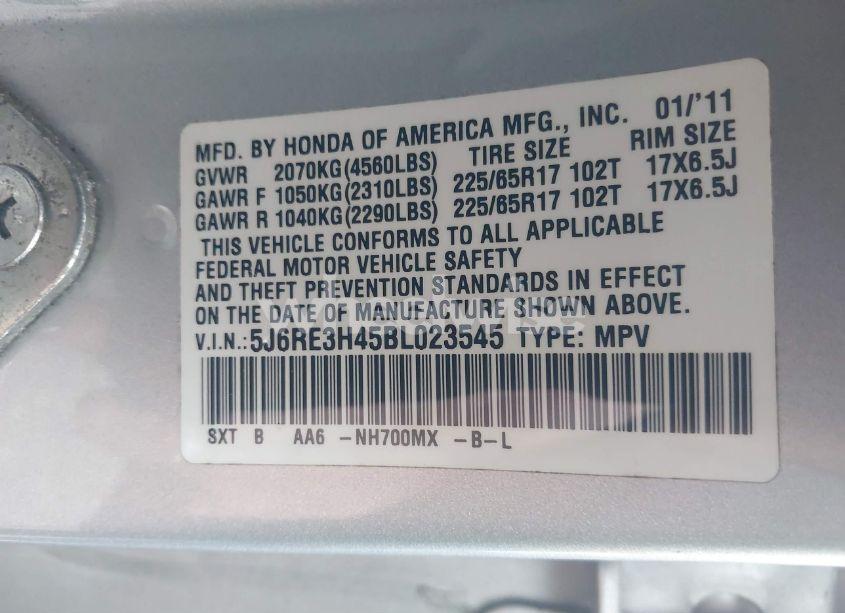 MFD. BY HONDA OF AMERICA MFG., INC. 01/'11
GVWR 2070KG(4560LBS) TIRE SIZE RIM SIZE
GAWR F 1050KG(2310LBS) 225/65R17 102T 17X6.5J
GAWR R 1040KG(2290LBS) 225/65R17 102T 17X6.5J
THIS VEHICLE CONFORMS TO ALL APPLICABLE
FEDERAL MOTOR VEHICLE SAFETY
AND THEFT PREVENTION STANDARDS IN EFFECT
ON THE DATE OF MANUFACTURE SHOWN ABOVE.
V.I.N.: 5J6RE3H45BL023545 TYPE: MPV
SXT B AA6 -NH700MX -B-L